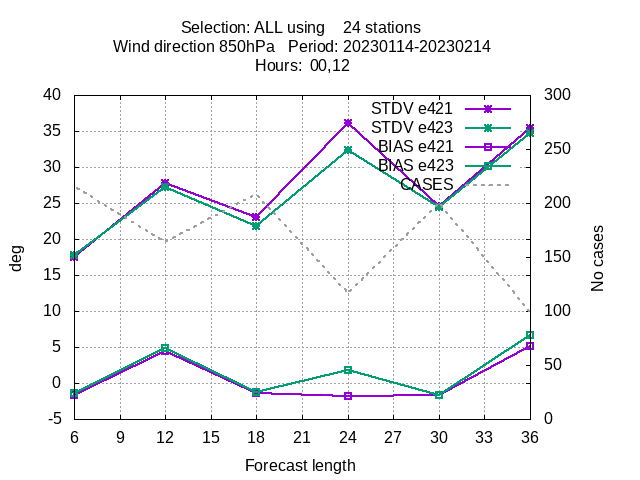 Selection: ALL using    24 stations
Wind direction 850hPa   Period: 20230114-20230214
Hours:  00,12
STDV e421
STDV e423
BIAS e421
BIAS e423
CASES
40
35
30
25
20
15
10
5
0
-5
deg
300
250
200
150
100
50
0
No cases
6 9 12 15 18 21 24 27 30 33 36
Forecast length